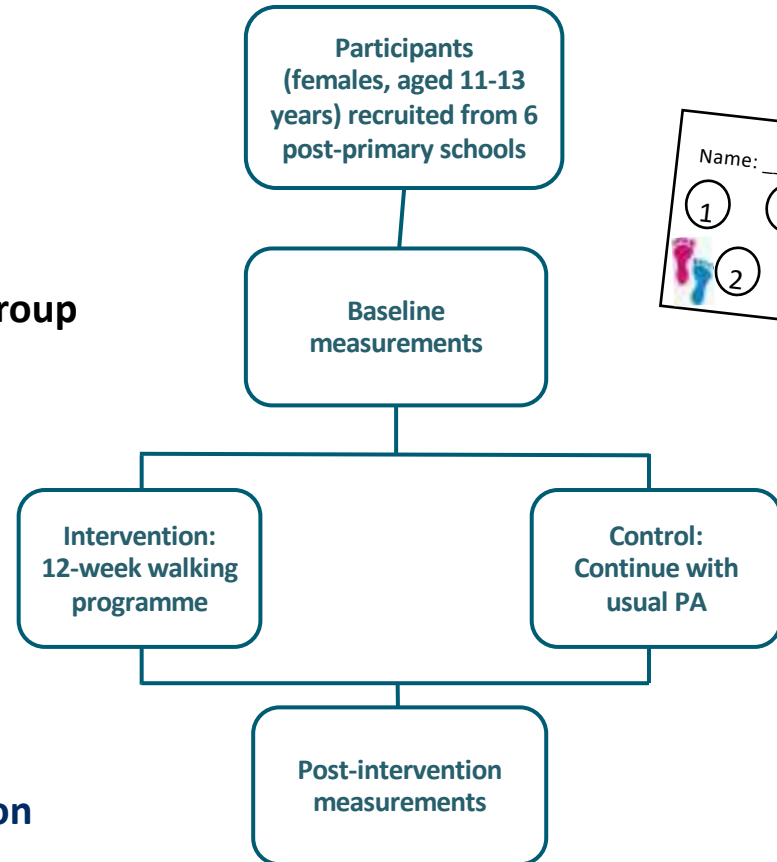 Participants
(females, aged 11-13
years) recruited from 6
post-primary schools
Name: __
1
2
roup
Baseline
measurements
Intervention:
12-week walking
programme
Control:
Continue with
usual PA
Post-intervention
measurements
on